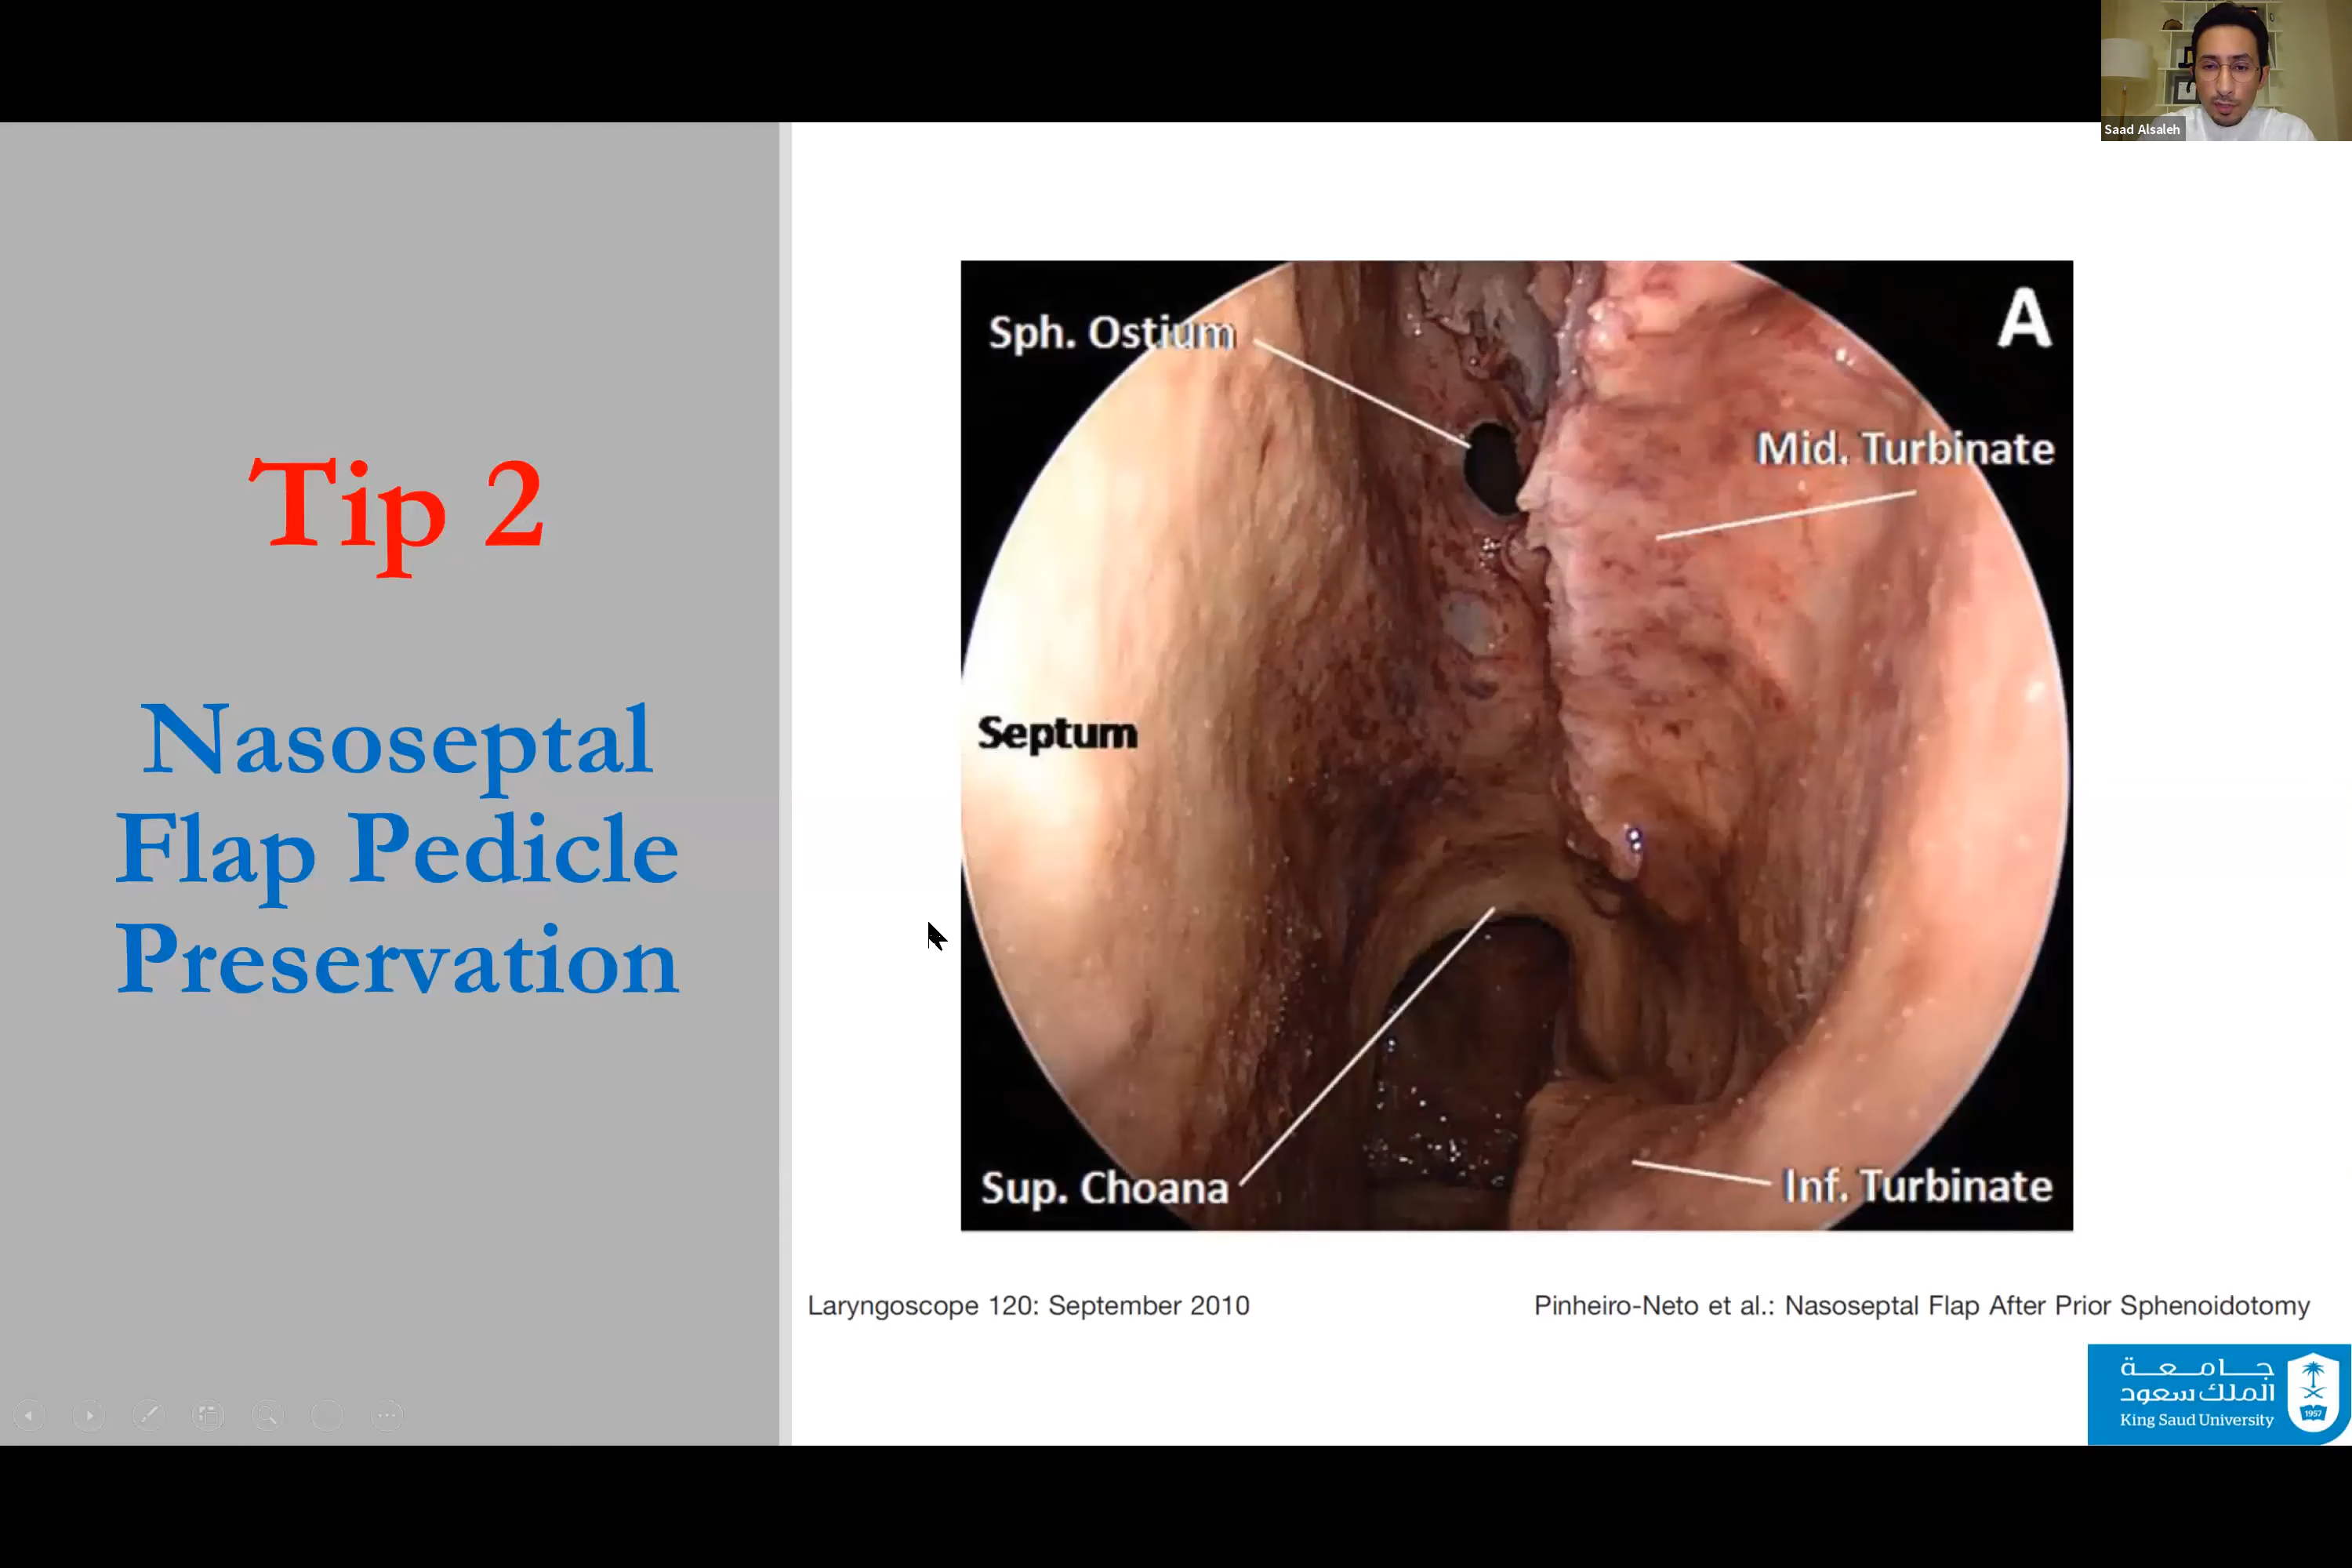 Saad Alsaleh
Tip 2
Nasoseptal
Flap Pedicle
Preservation
Sph. Ostium
A
Mid. Turbinate
Septum
Sup. Choana
Inf. Turbinate
Laryngoscope 120: September 2010
Pinheiro-Neto et al.: Nasoseptal Flap After Prior Sphenoidotomy
جامعة
الملك سعود
King Saud University
1957